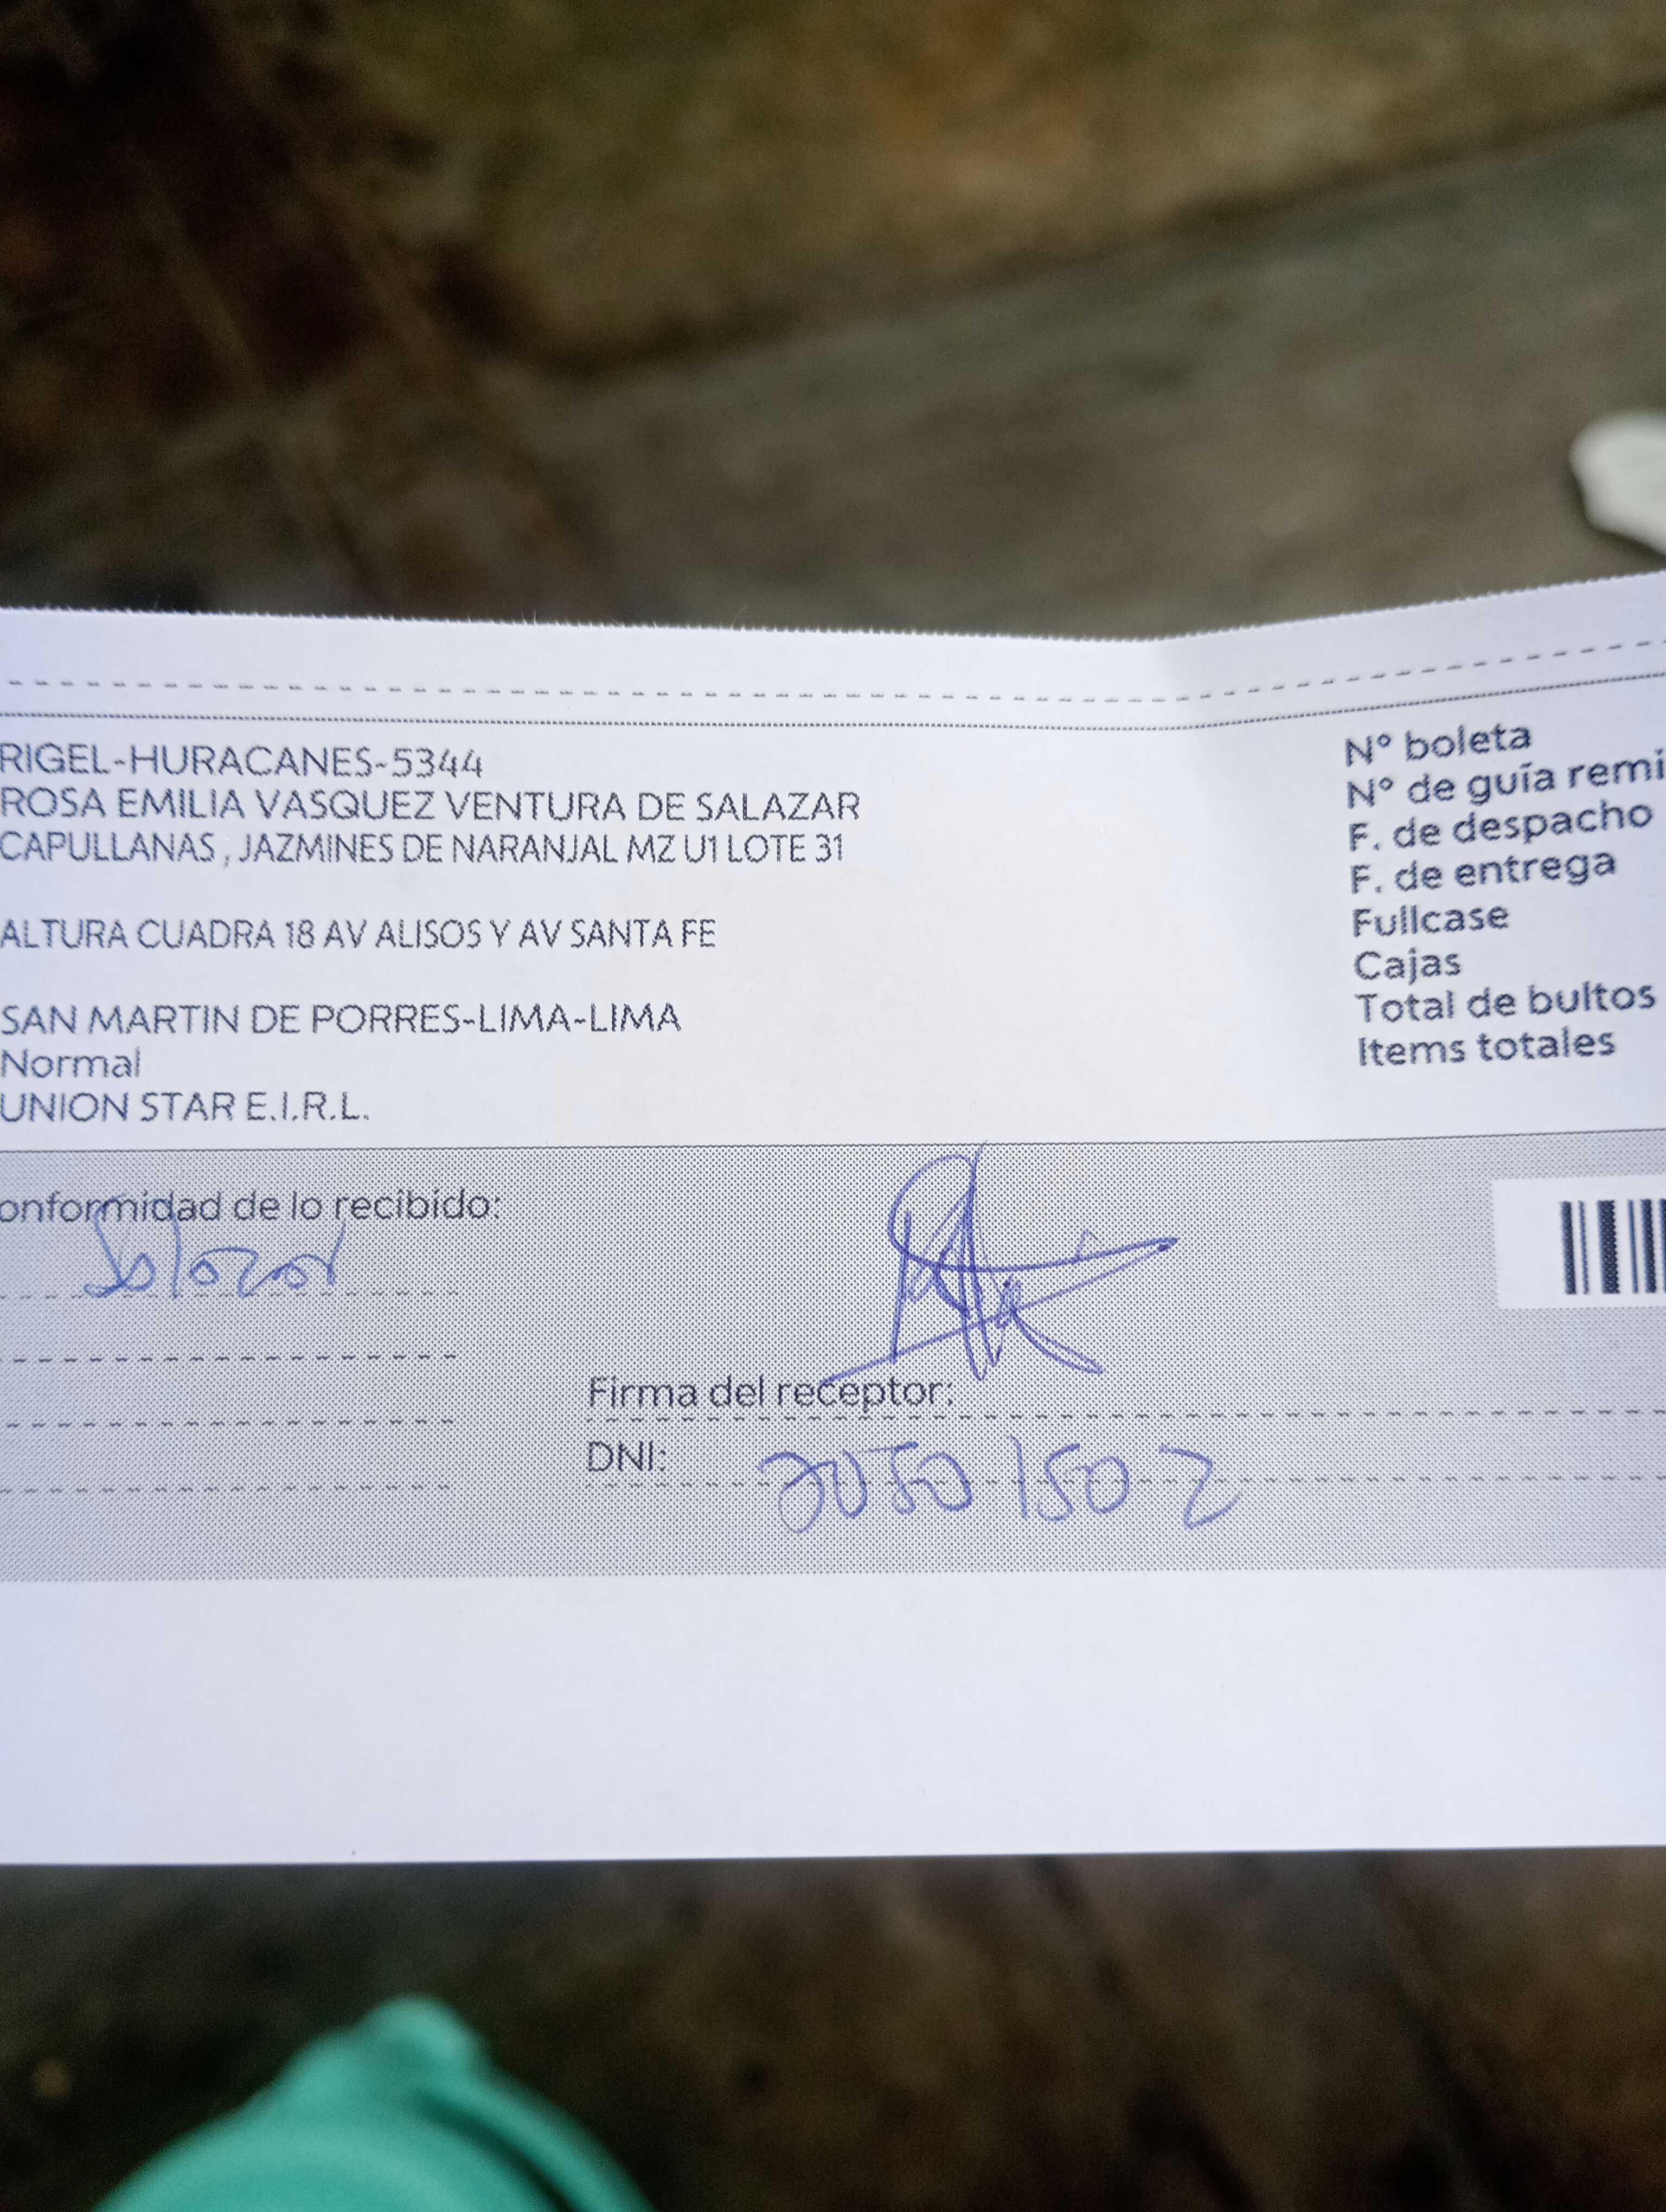 RIGEL-HURACANES-5344
ROSA EMILIA VASQUEZ VENTURA DE SALAZAR
CAPULLANAS , JAZMINES DE NARANJAL MZ U1 LOTE 31
ALTURA CUADRA 18 AV ALISOS Y AV SANTA FE
SAN MARTIN DE PORRES-LIMA-LIMA
Normal
UNION STAR E.I.R.L.
N° boleta
N° de guía remi
F. de despacho
F. de entrega
Fullcase
Cajas
Total de bultos
Items totales
onformidad de lo recibido:
Salazar
Firma del receptor:
DNI: